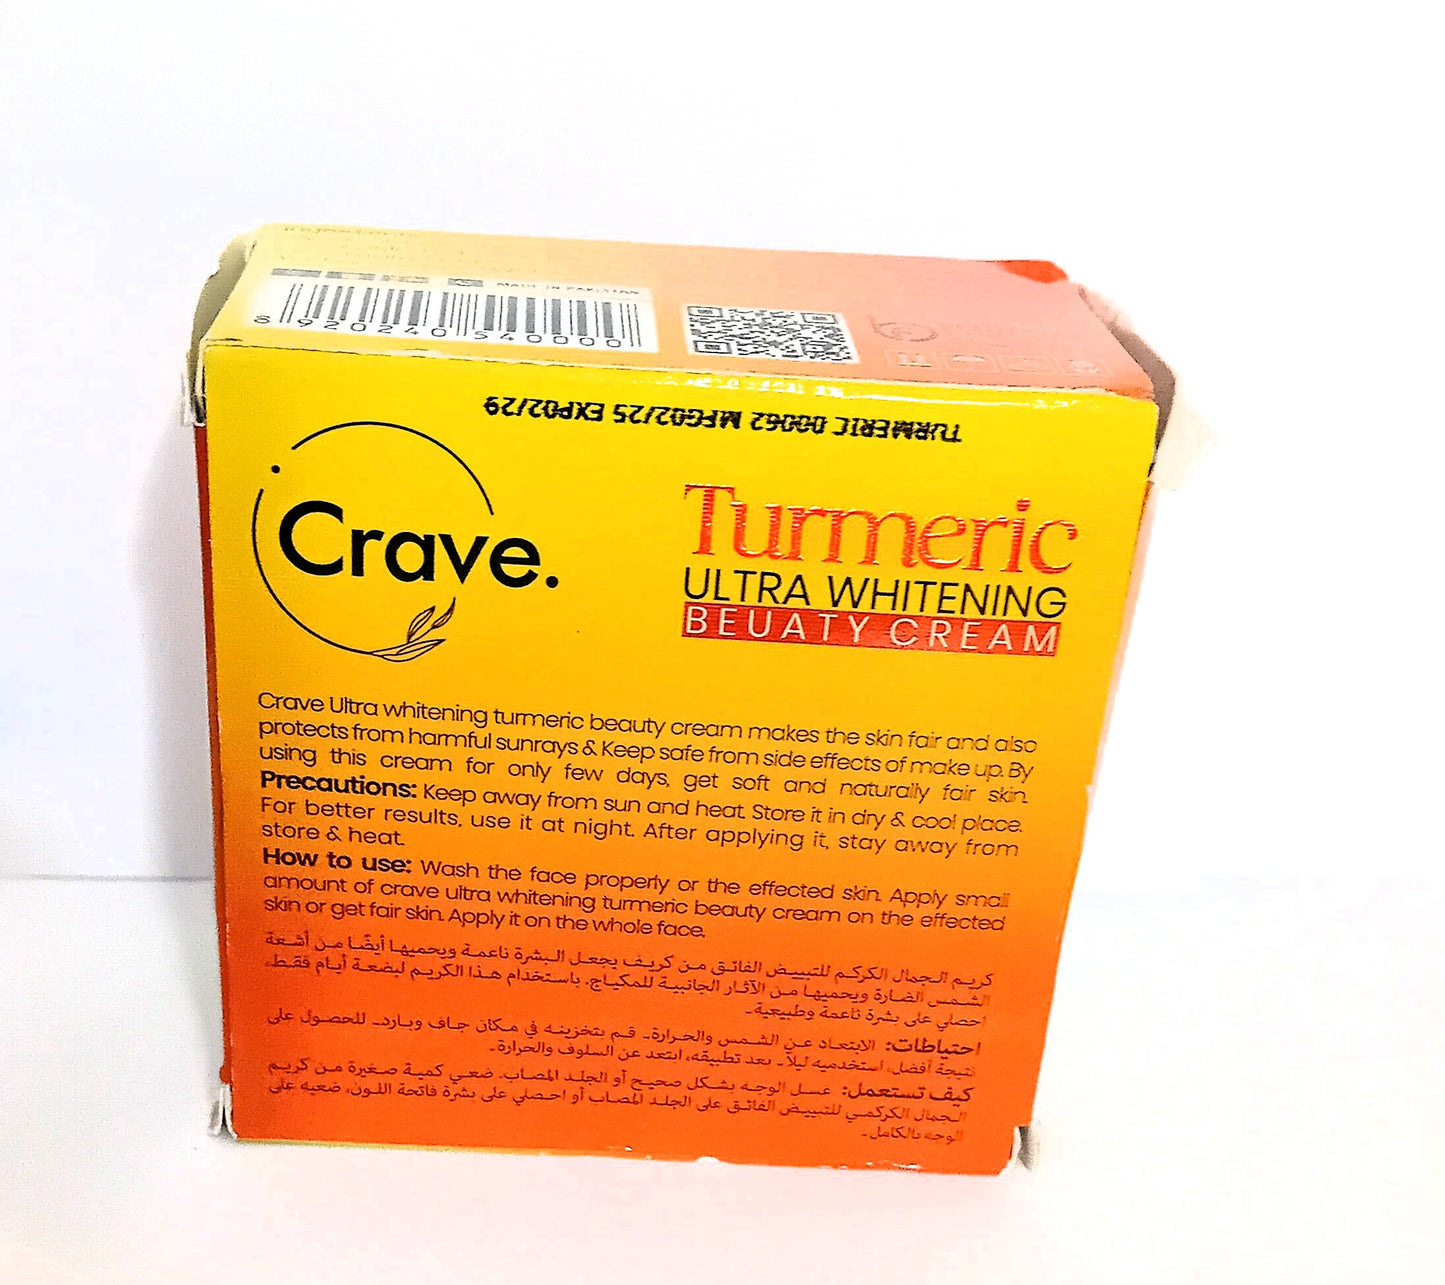 MADE IN PAKISTAN
8 920240 540000
TURMERIC 00062 MFG02/25 EXP02/29
Crave.
Turmeric
ULTRA WHITENING
BEUATY CREAM
Crave Ultra whitening turmeric beauty cream makes the skin fair and also
protects from harmful sunrays & Keep safe from side effects of make up. By
using this cream for only few days, get soft and naturally fair skin.
Precautions: Keep away from sun and heat. Store it in dry & cool place.
For better results, use it at night. After applying it, stay away from
store & heat.
How to use: Wash the face properly or the effected skin. Apply small
amount of crave ultra whitening turmeric beauty cream on the effected
skin or get fair skin. Apply it on the whole face.
كريم الجمال الكركم للتبييض الفائق من كريف يجعل البشرة ناعمة ويحميها أيضًا من أشعة
الشمس الضارة ويحميها من الآثار الجانبية للمكياج. باستخدام هذا الكريم لبضعة أيام فقط،
احصلي على بشرة ناعمة وطبيعية۔
احتياطات: الابتعاد عن الشمس والحرارة۔ قم بتخزينه في مكان جاف وبارد۔ للحصول على
نتيجة أفضل، استخدميه ليلاً۔ بعد تطبيقه، ابتعد عن السلوف والحرارة۔
كيف تستعمل: غسل الوجه بشكل صحيح أو الجلد المصاب. ضعي كمية صغيرة من كريم
الجمال الكركمي للتبييض الفائق على الجلد المصاب أو احصلي على بشرة فاتحة اللون، ضعيه على
الوجه بالكامل۔